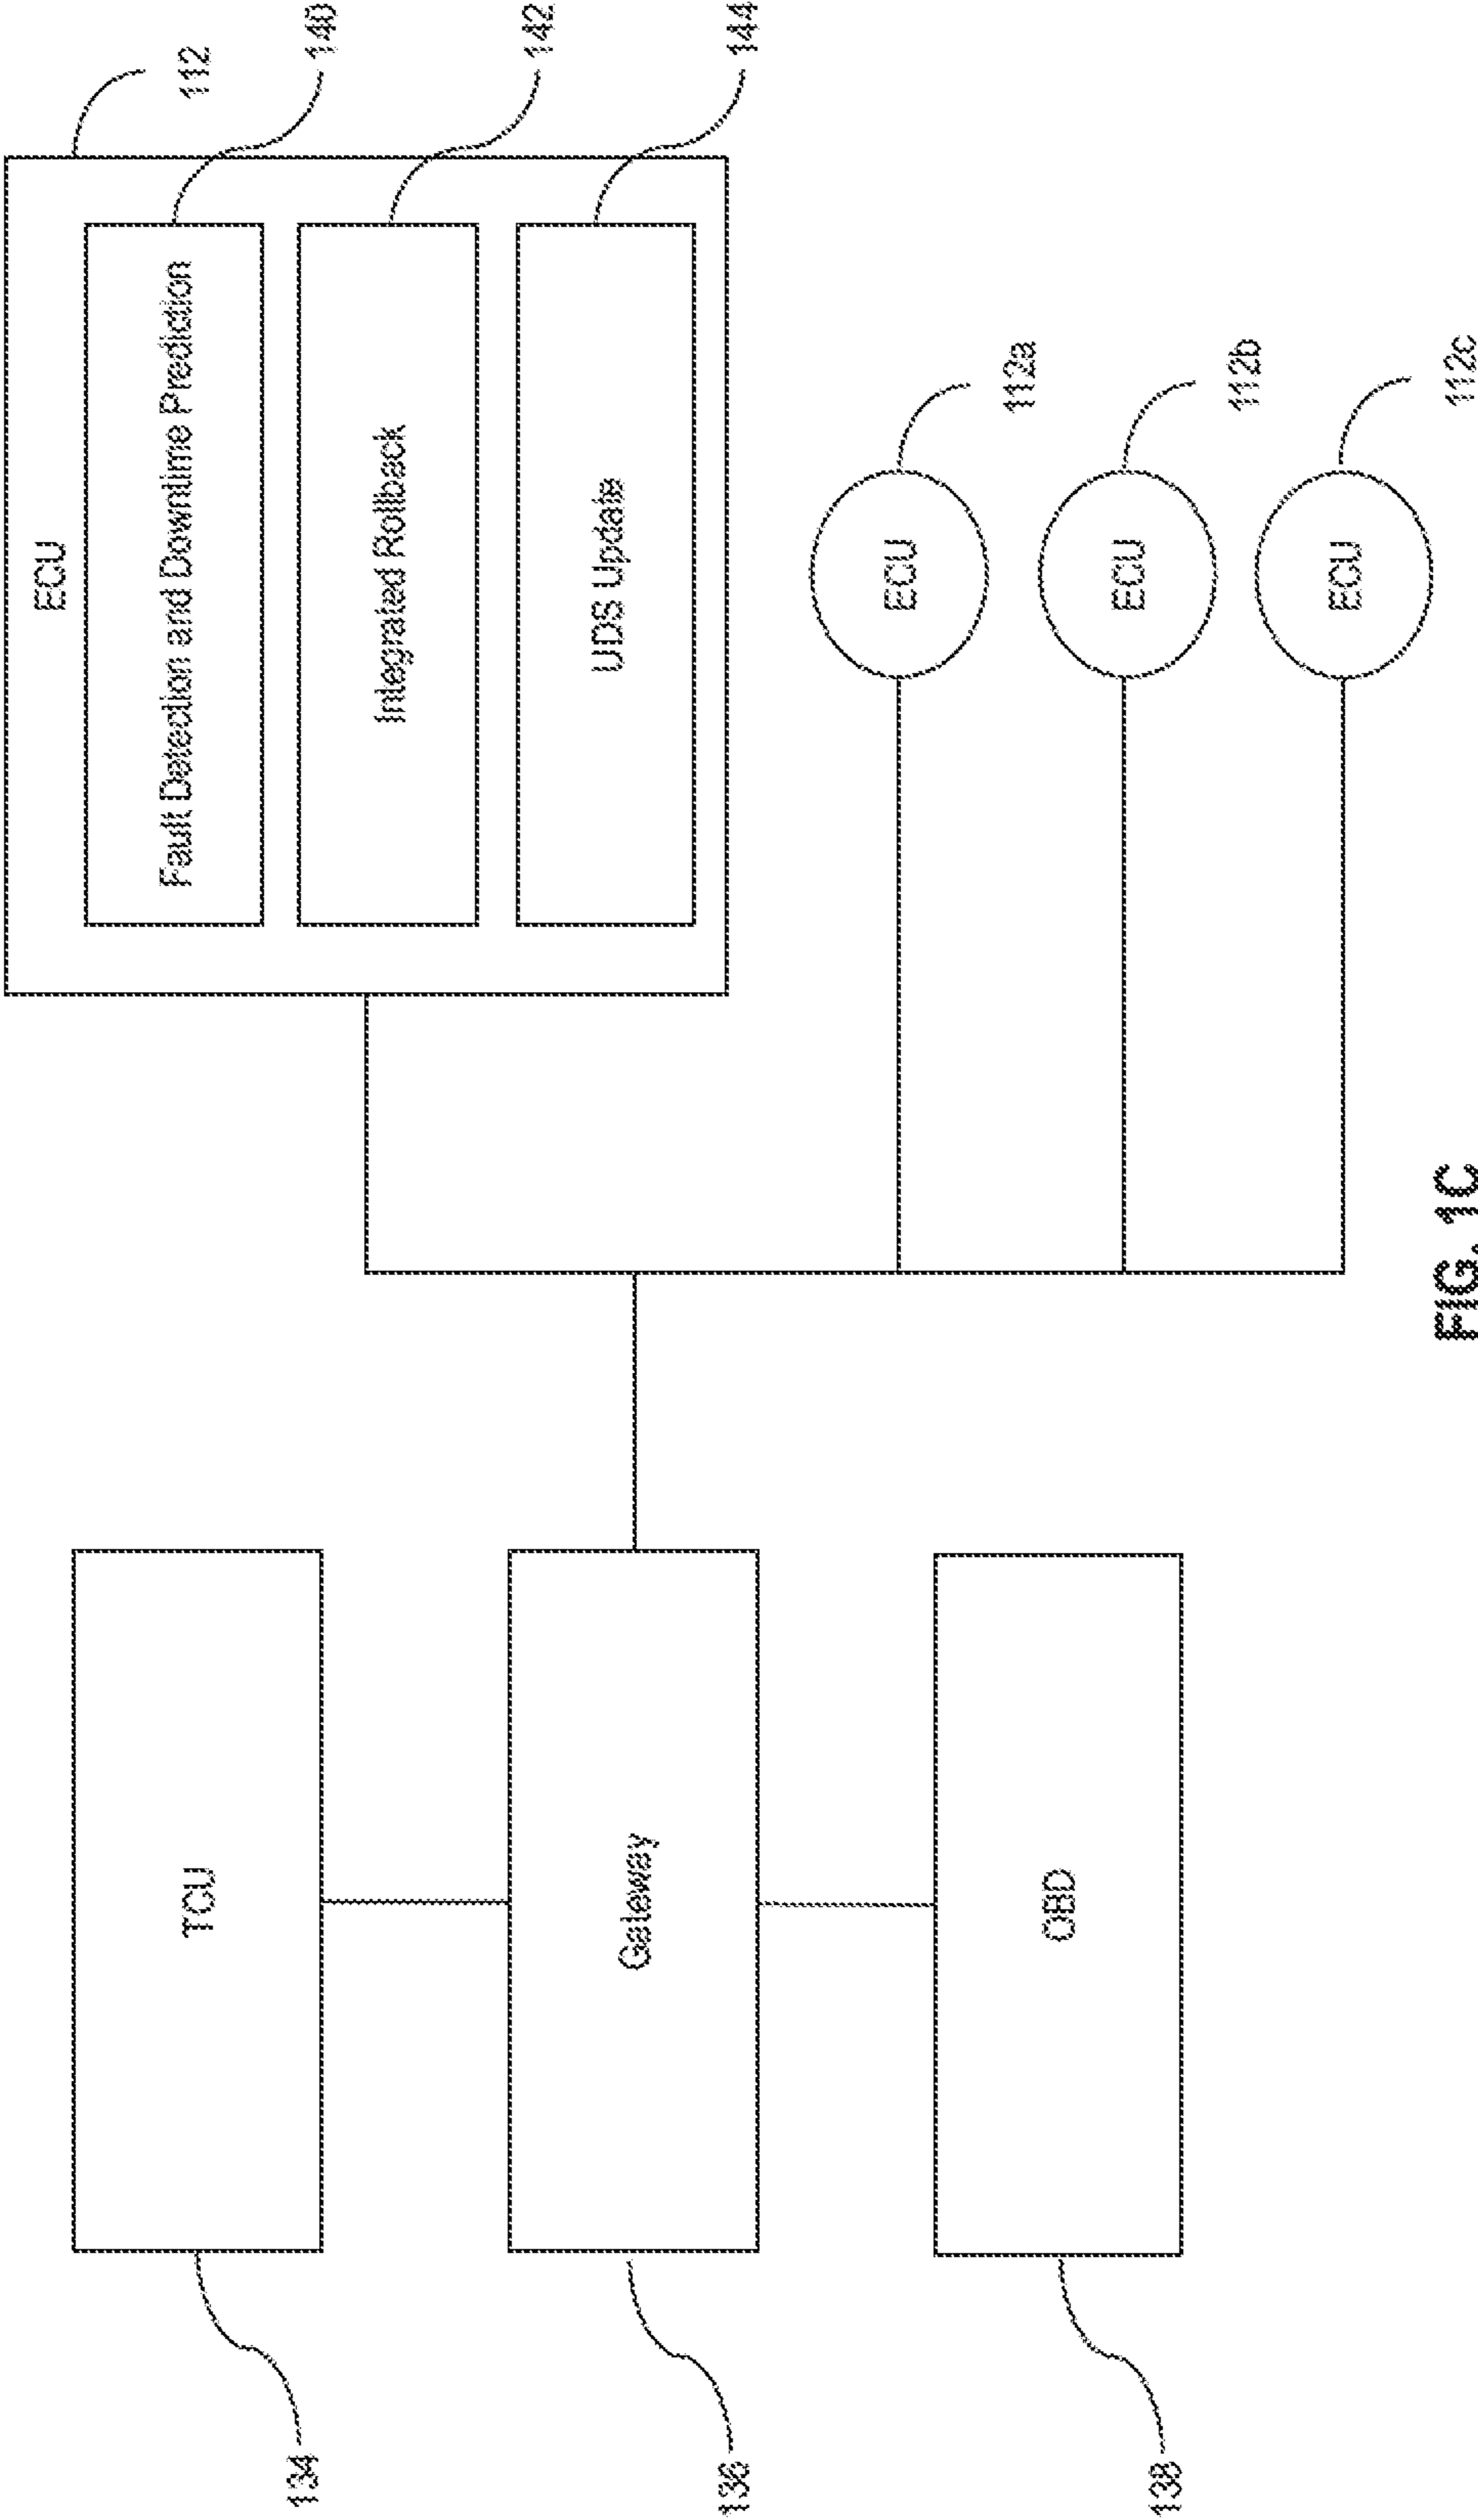 TCU
134
Gateway
136
OBD
138
ECU
112
Fault Detection and Downtime Prediction
140
Integrated Rollback
142
UDS Update
144
ECU
112a
ECU
112b
ECU
112c
FIG. 1C